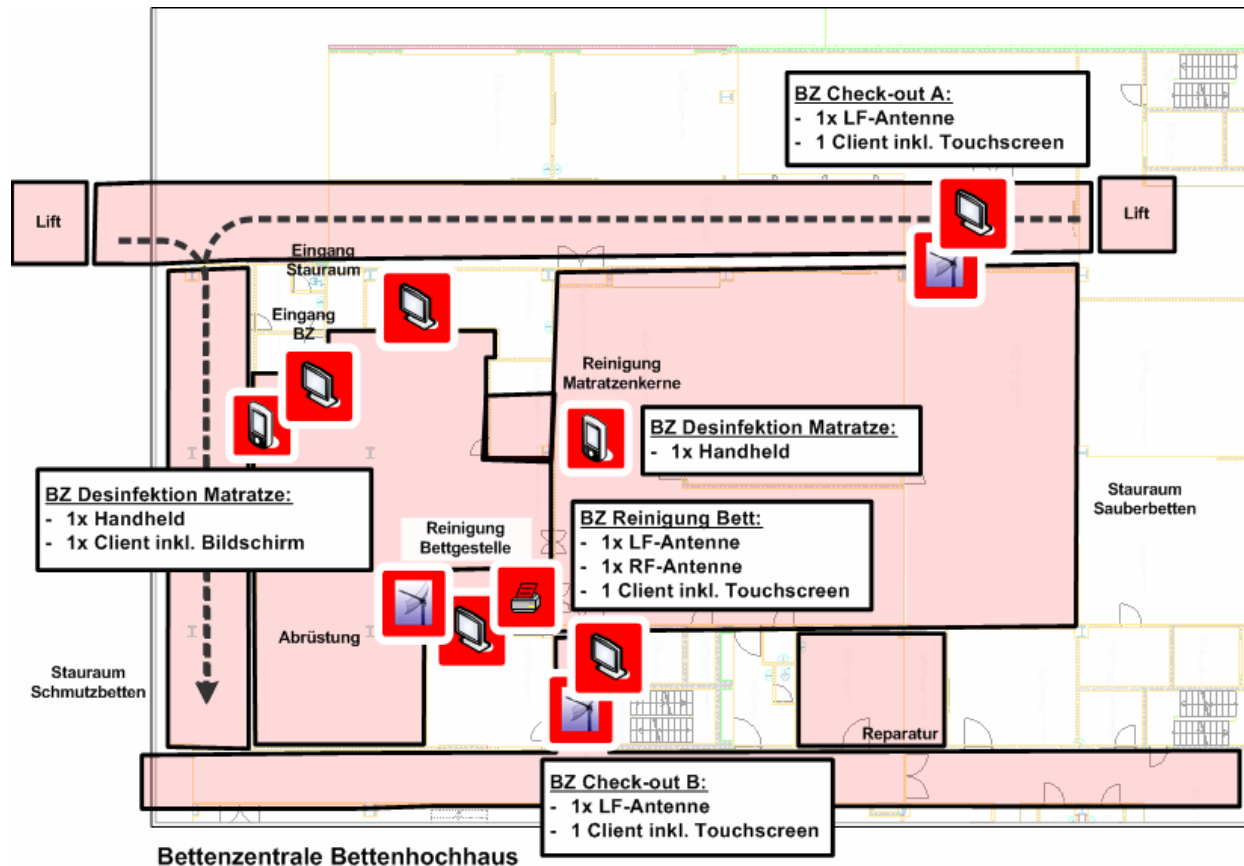 BZ Check-out A:
- 1x LF-Antenne
- 1 Client inkl. Touchscreen
Lift
Lift
Eingang
Stauraum
Eingang
BZ
Reinigung
Matratzenkerne
BZ Desinfektion Matratze:
- 1x Handheld
BZ Desinfektion Matratze:
- 1x Handheld
- 1x Client inkl. Bildschirm
Stauraum
Sauberbetten
Reinigung
Bettgestelle
BZ Reinigung Bett:
- 1x LF-Antenne
- 1x RF-Antenne
- 1 Client inkl. Touchscreen
Abrüstung
Stauraum
Schmutzbetten
Reparatur
BZ Check-out B:
- 1x LF-Antenne
- 1 Client inkl. Touchscreen
Bettenzentrale Bettenhochhaus